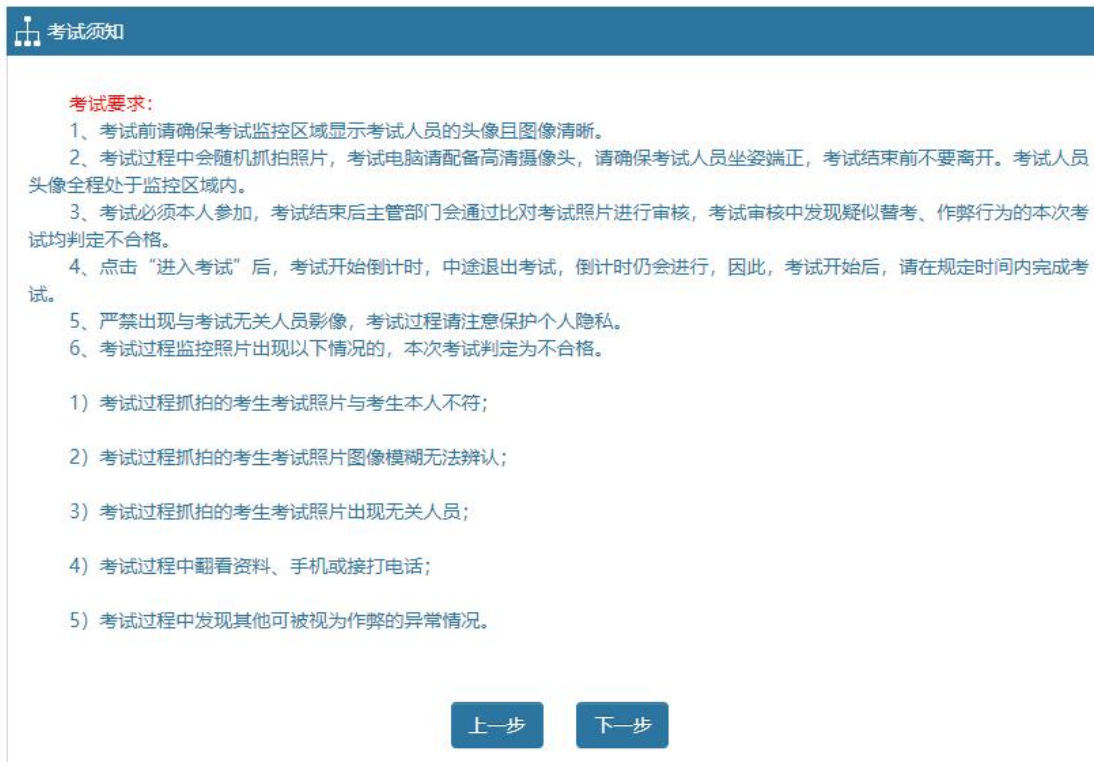 考试须知
考试要求：
1、考试前请确保考试监控区域显示考试人员的头像且图像清晰。
2、考试过程中会随机抓拍照片，考试电脑请配备高清摄像头，请确保考试人员坐姿端正，考试结束前不要离开。考试人员
头像全程处于监控区域内。
3、考试必须本人参加，考试结束后主管部门会通过比对考试照片进行审核，考试审核中发现疑似替考、作弊行为的本次考
试均判定不合格。
4、点击“进入考试”后，考试开始倒计时，中途退出考试，倒计时仍会进行，因此，考试开始后，请在规定时间内完成考
试。
5、严禁出现与考试无关人员影像，考试过程请注意保护个人隐私。
6、考试过程监控照片出现以下情况的，本次考试判定为不合格。
1）考试过程抓拍的考生考试照片与考生本人不符；
2）考试过程抓拍的考生考试照片图像模糊无法辨认；
3）考试过程抓拍的考生考试照片出现无关人员；
4）考试过程中翻看资料、手机或接打电话；
5）考试过程中发现其他可被视为作弊的异常情况。
上一步 下一步